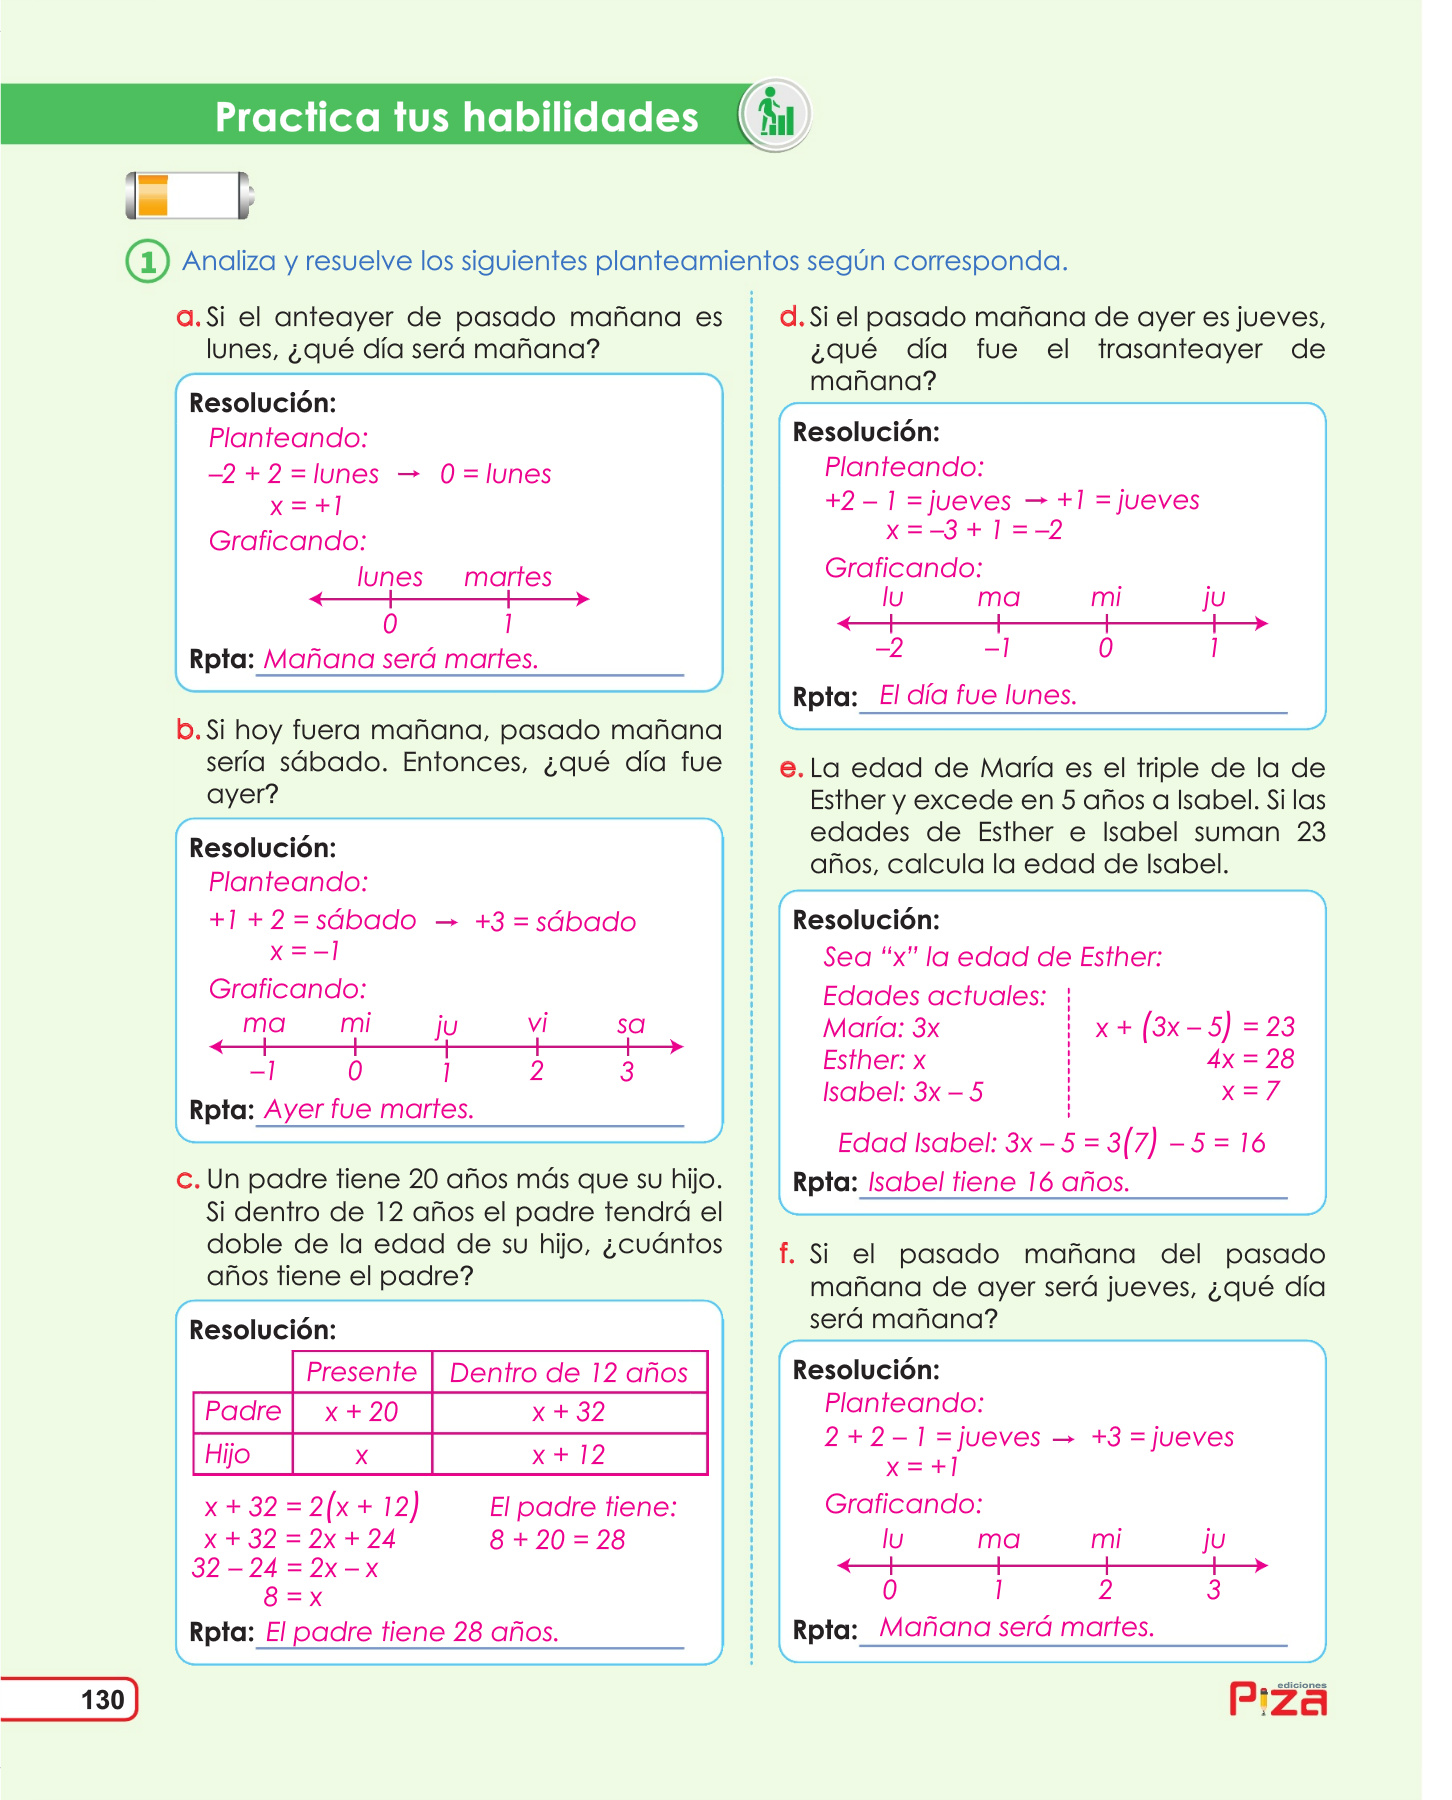 Practica tus habilidades
1 Analiza y resuelve los siguientes planteamientos según corresponda.
a. Si el anteayer de pasado mañana es
lunes, ¿qué día será mañana?
Resolución:
Planteando:
–2 + 2 = lunes → 0 = lunes
x = +1
Graficando:
lunes martes
0 1
Rpta: Mañana será martes.
b. Si hoy fuera mañana, pasado mañana
sería sábado. Entonces, ¿qué día fue
ayer?
Resolución:
Planteando:
+1 + 2 = sábado → +3 = sábado
x = –1
Graficando:
ma mi ju vi sa
–1 0 1 2 3
Rpta: Ayer fue martes.
c. Un padre tiene 20 años más que su hijo.
Si dentro de 12 años el padre tendrá el
doble de la edad de su hijo, ¿cuántos
años tiene el padre?
Resolución:
Presente Dentro de 12 años
Padre x + 20 x + 32
Hijo x x + 12
x + 32 = 2(x + 12) El padre tiene:
x + 32 = 2x + 24 8 + 20 = 28
32 – 24 = 2x – x
8 = x
Rpta: El padre tiene 28 años.
d. Si el pasado mañana de ayer es jueves,
¿qué día fue el trasanteayer de
mañana?
Resolución:
Planteando:
+2 – 1 = jueves → +1 = jueves
x = –3 + 1 = –2
Graficando:
lu ma mi ju
–2 –1 0 1
Rpta: El día fue lunes.
e. La edad de María es el triple de la de
Esther y excede en 5 años a Isabel. Si las
edades de Esther e Isabel suman 23
años, calcula la edad de Isabel.
Resolución:
Sea “x” la edad de Esther:
Edades actuales:
María: 3x x + (3x – 5) = 23
Esther: x 4x = 28
Isabel: 3x – 5 x = 7
Edad Isabel: 3x – 5 = 3(7) – 5 = 16
Rpta: Isabel tiene 16 años.
f. Si el pasado mañana del pasado
mañana de ayer será jueves, ¿qué día
será mañana?
Resolución:
Planteando:
2 + 2 – 1 = jueves → +3 = jueves
x = +1
Graficando:
lu ma mi ju
0 1 2 3
Rpta: Mañana será martes.
130
ediciones
Piza